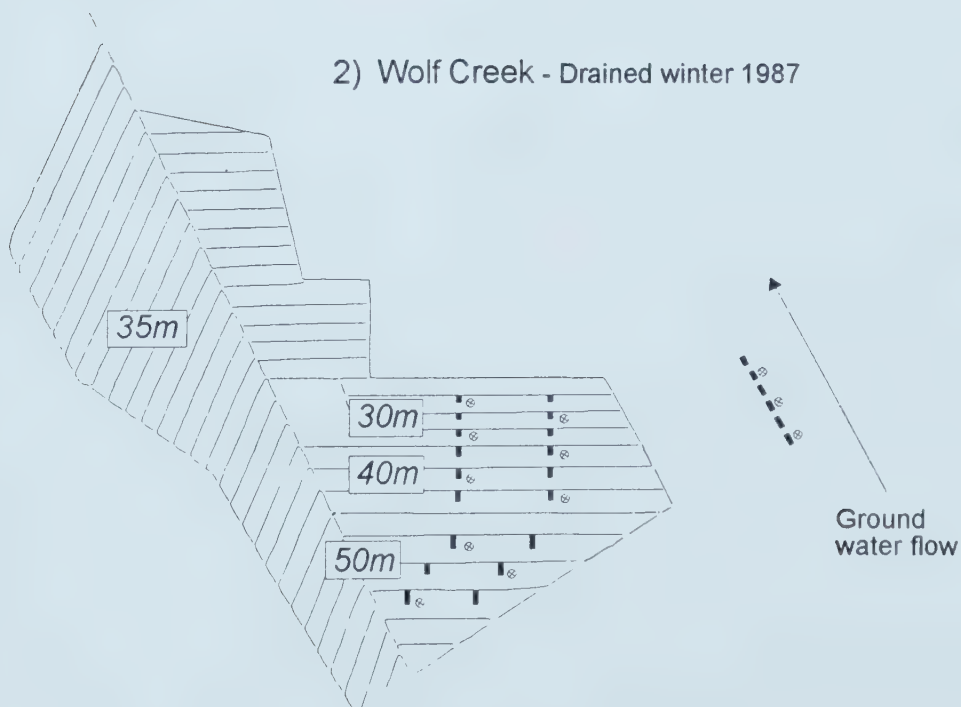 2) Wolf Creek - Drained winter 1987
35m
30m
40m
50m
Ground
water flow